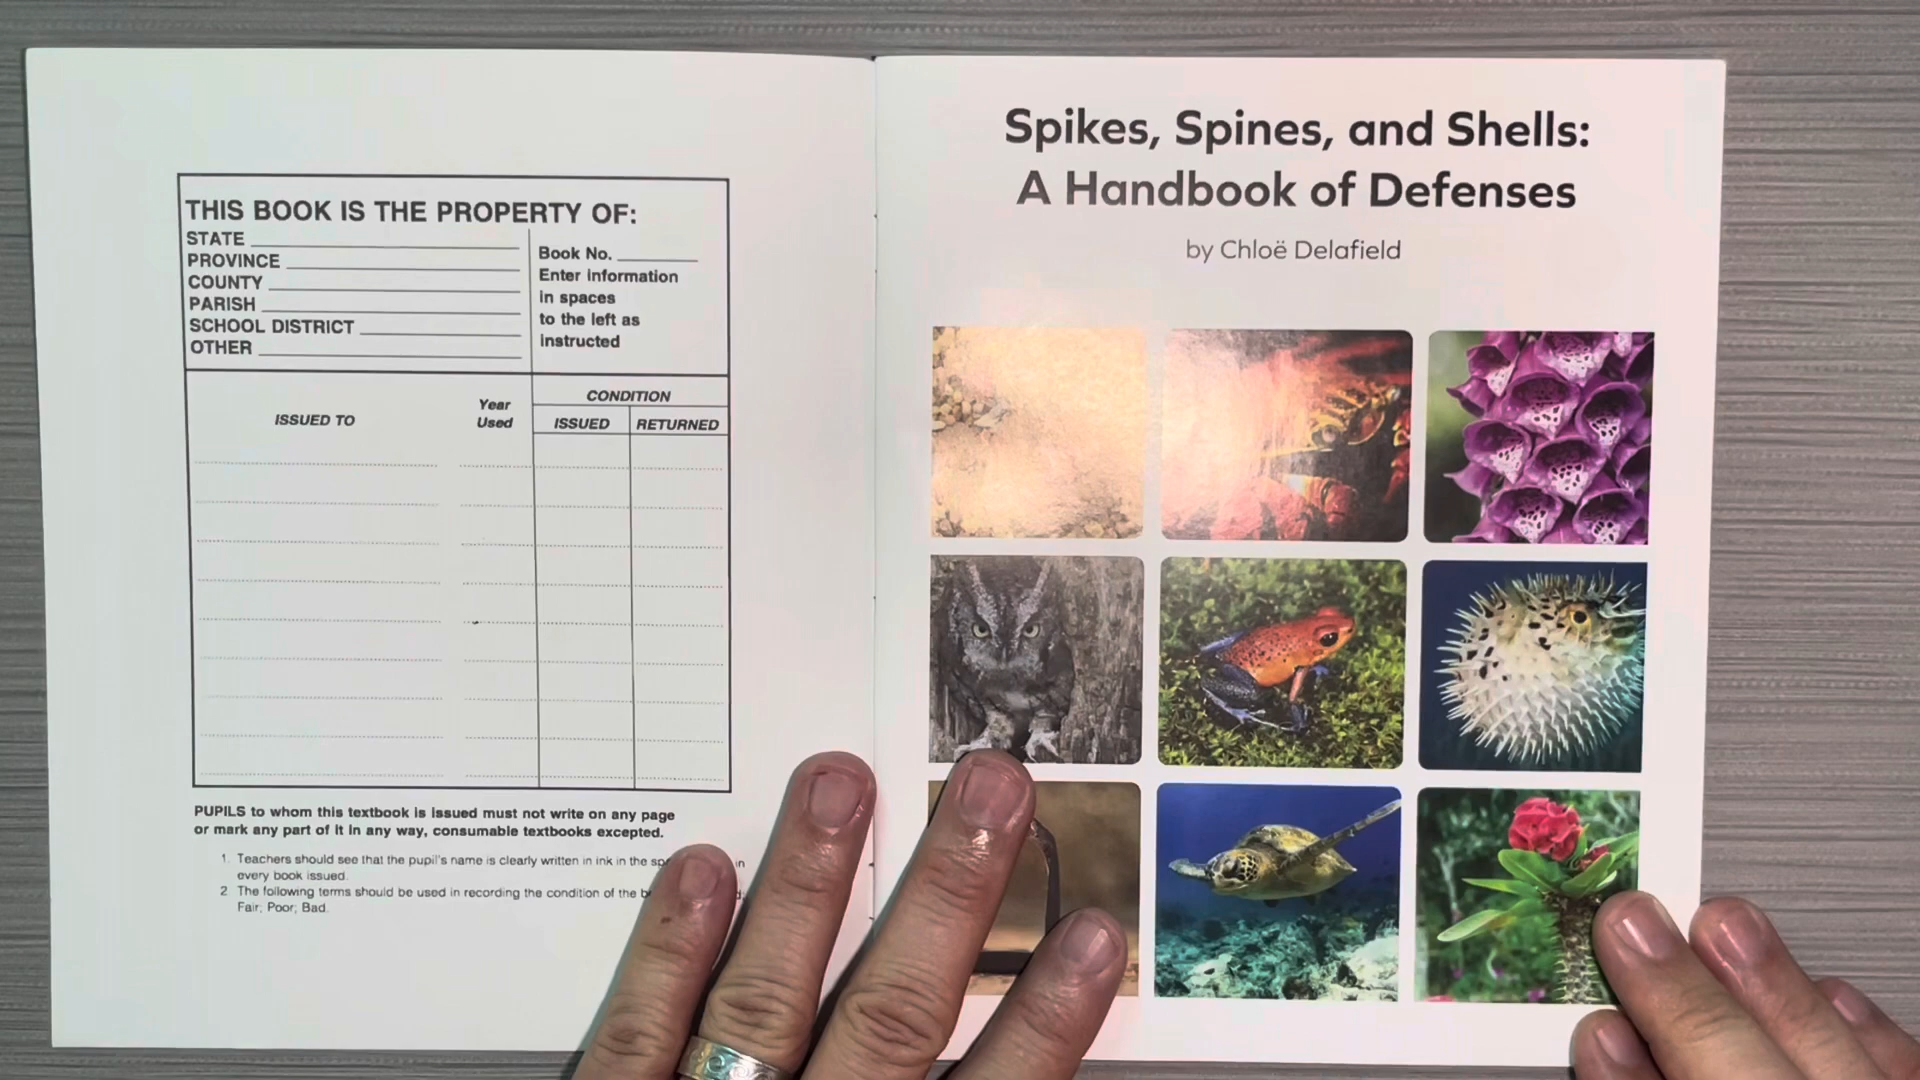 THIS BOOK IS THE PROPERTY OF:
STATE
PROVINCE
COUNTY
PARISH
SCHOOL DISTRICT
OTHER
Book No.
Enter information
in spaces
to the left as
instructed
ISSUED TO
Year
Used
CONDITION
ISSUED
RETURNED
PUPILS to whom this textbook is issued must not write on any page
or mark any part of it in any way, consumable textbooks excepted.
1. Teachers should see that the pupil's name is clearly written in ink in the in
every book issued.
2 The following terms should be used in recording the condition of the
Fair; Poor; Bad.
Spikes, Spines, and Shells:
A Handbook of Defenses
by Chloë Delafield